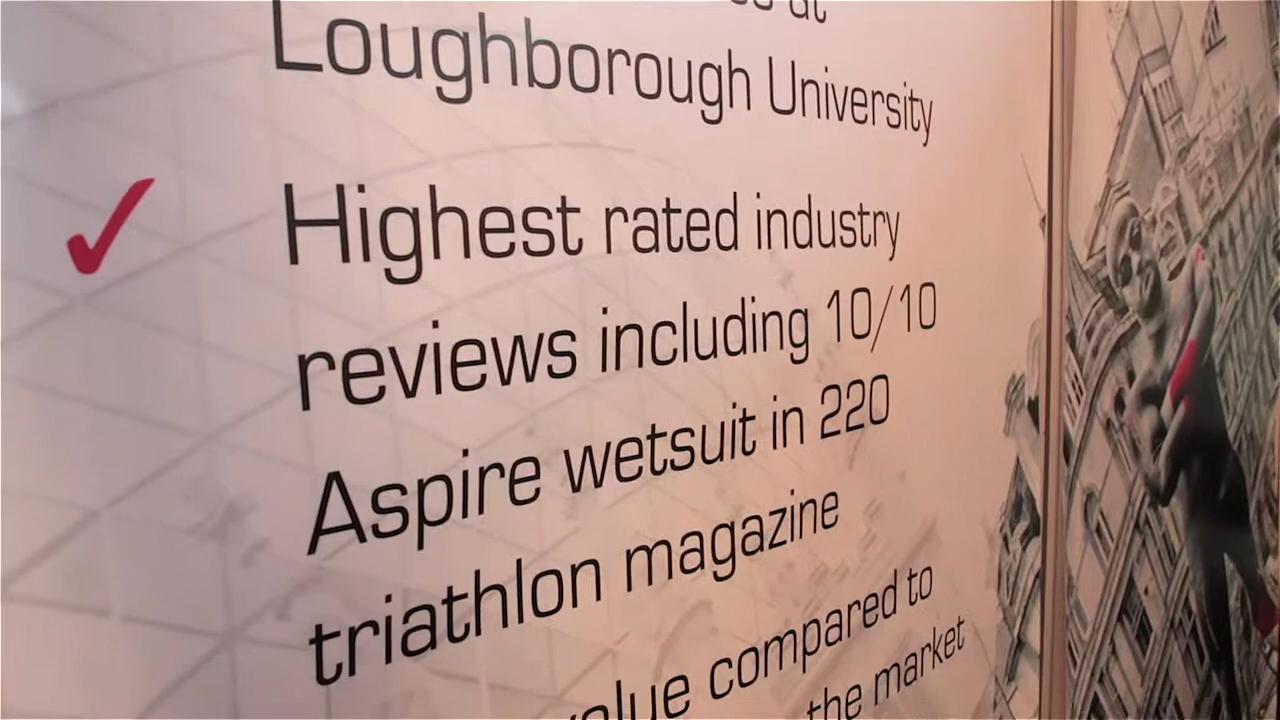 at
Loughborough University
Highest rated industry
reviews including 10/10
Aspire wetsuit in 220
triathlon magazine
compared to
the market